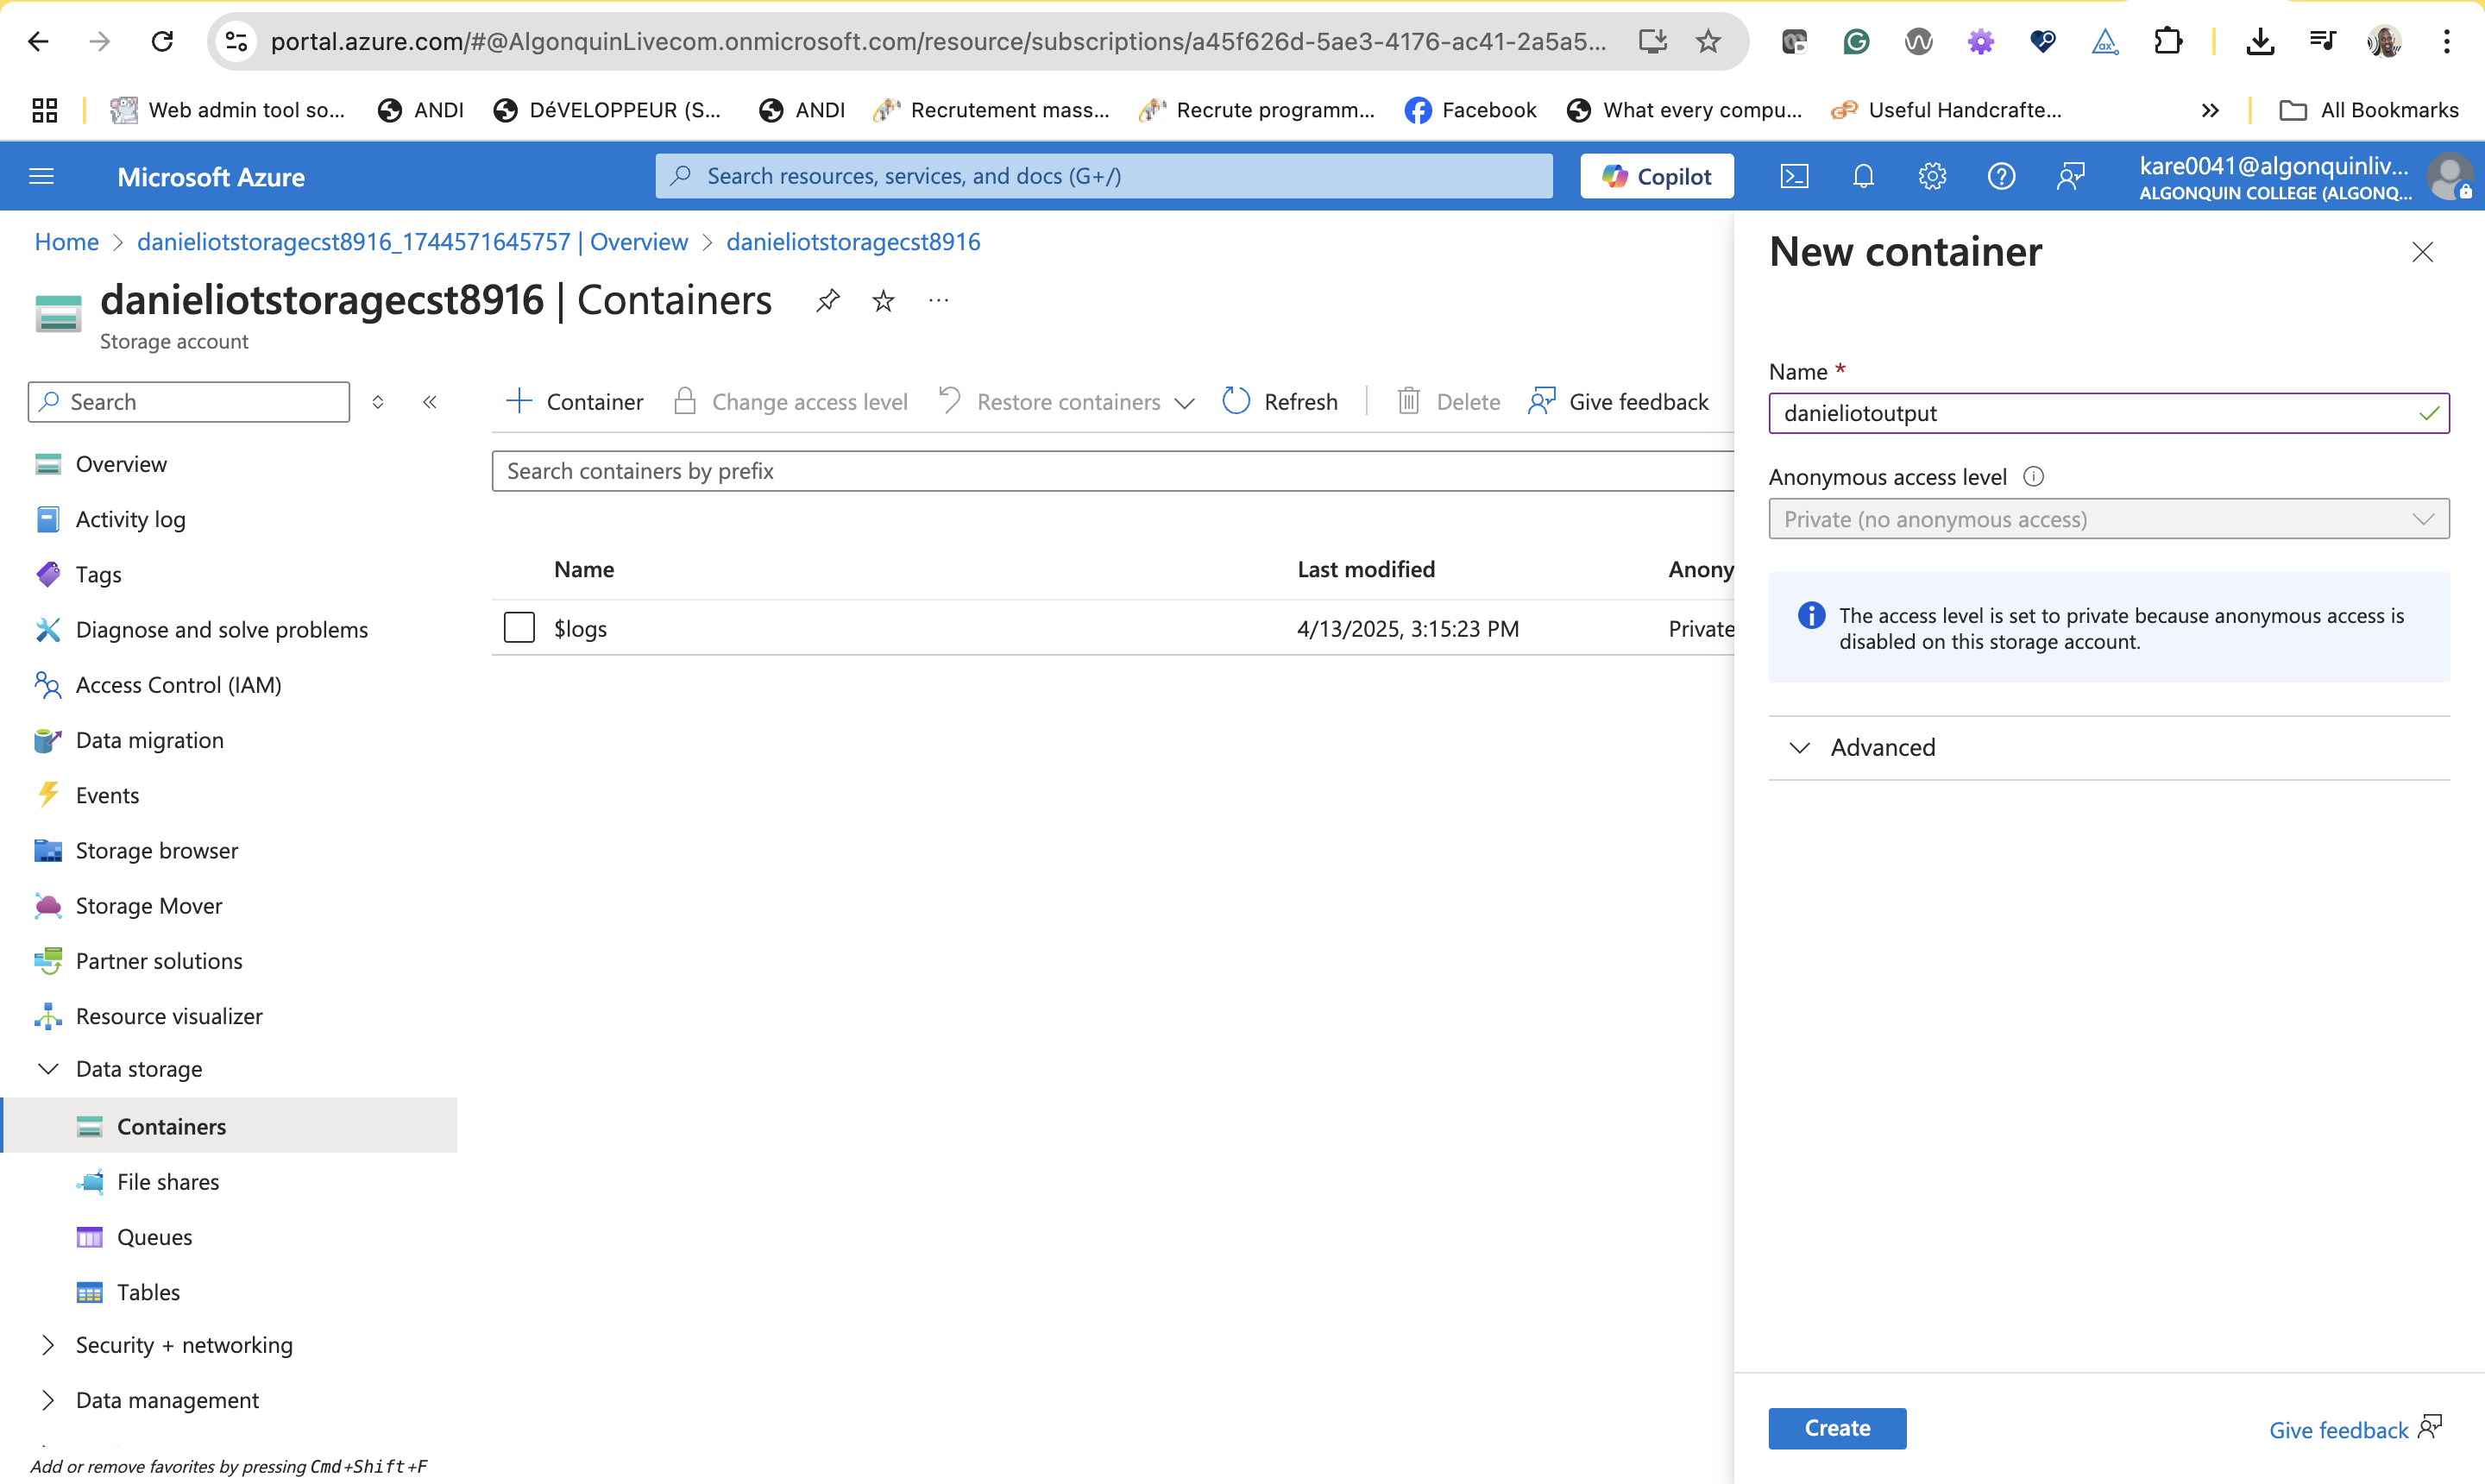 portal.azure.com/#@AlgonquinLivecom.onmicrosoft.com/resource/subscriptions/a45f626d-5ae3-4176-ac41-2a5a5...
Web admin tool so...
ANDI
DéVELOPPEUR (S...
ANDI
Recrutement mass...
Recrute programm...
Facebook
What every compu...
Useful Handcrafte...
All Bookmarks
Microsoft Azure
Search resources, services, and docs (G+/)
Copilot
kare0041@algonquinliv...
ALGONQUIN COLLEGE (ALGONQ...
Home > danieliotstoragecst8916_1744571645757 | Overview > danieliotstoragecst8916
danieliotstoragecst8916 | Containers
Storage account
Search
Overview
Activity log
Tags
Diagnose and solve problems
Access Control (IAM)
Data migration
Events
Storage browser
Storage Mover
Partner solutions
Resource visualizer
Data storage
Containers
File shares
Queues
Tables
Security + networking
Data management
Add or remove favorites by pressing Cmd+Shift+F
Container
Change access level
Restore containers
Refresh
Delete
Give feedback
Search containers by prefix
Name Last modified Anony
$logs 4/13/2025, 3:15:23 PM Private
New container
Name *
danieliotoutput
Anonymous access level
Private (no anonymous access)
The access level is set to private because anonymous access is
disabled on this storage account.
Advanced
Create
Give feedback